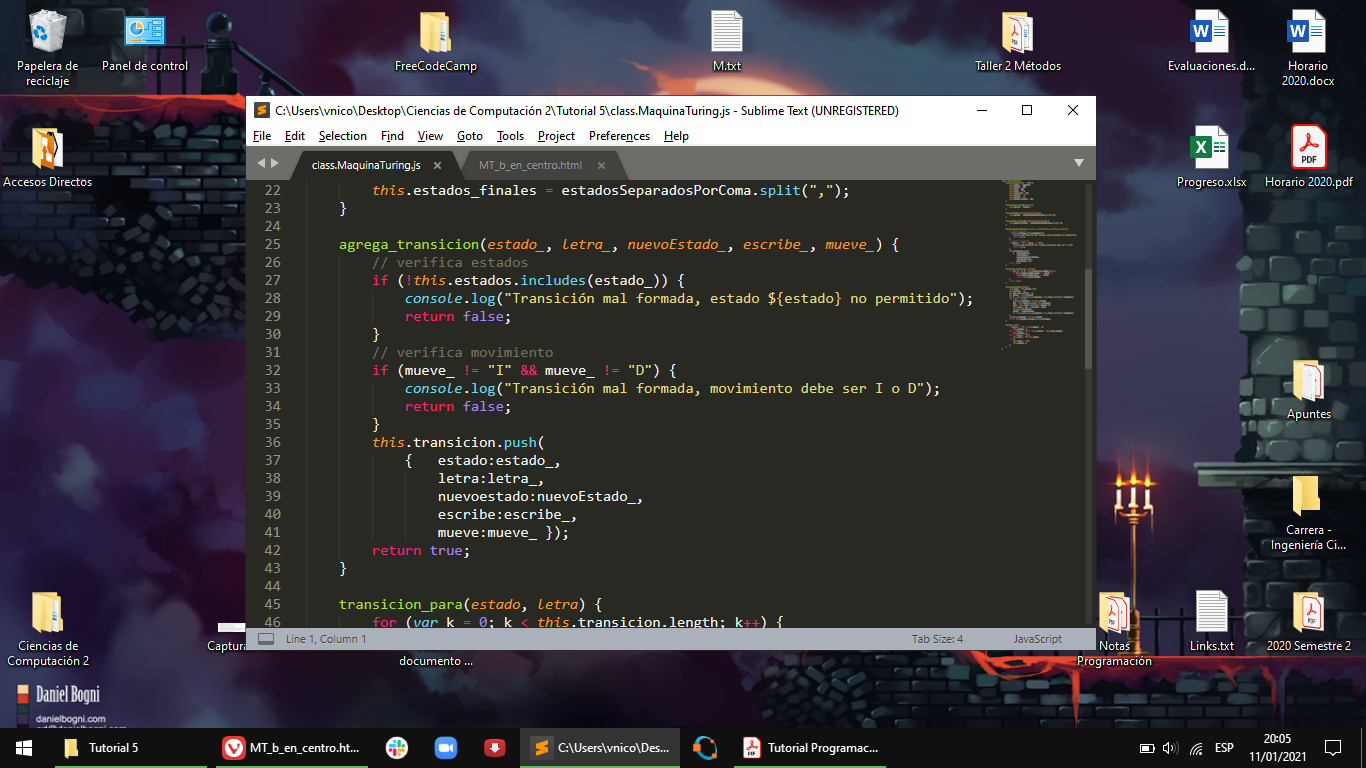 Papelera de
reciclaje
Panel de control
FreeCodeCamp
M.txt
Taller 2 Métodos
Evaluaciones.d...
Horario
2020.docx
Accesos Directos
Progreso.xlsx
Horario 2020.pdf
C:\Users\vnico\Desktop\Ciencias de Computación 2\Tutorial 5\class.MaquinaTuring.js - Sublime Text (UNREGISTERED)
File Edit Selection Find View Goto Tools Project Preferences Help
class.MaquinaTuring.js MT_b_en_centro.html
22 this.estados_finales = estadosSeparadosPorComa.split(",");
23 }
24
25 agrega_transicion(estado_, letra_, nuevoEstado_, escribe_, mueve_) {
26 // verifica estados
27 if (!this.estados.includes(estado_)) {
28 console.log("Transición mal formada, estado ${estado} no permitido");
29 return false;
30 }
31 // verifica movimiento
32 if (mueve_ != "I" && mueve_ != "D") {
33 console.log("Transición mal formada, movimiento debe ser I o D");
34 return false;
35 }
36 this.transicion.push(
37 { estado:estado_,
38 letra:letra_,
39 nuevoestado:nuevoEstado_,
40 escribe:escribe_,
41 mueve:mueve_ });
42 return true;
43 }
44
45 transicion_para(estado, letra) {
46 for (var k = 0; k < this.transicion.length; k++) {
Line 1, Column 1 Tab Size: 4 JavaScript
Apuntes
Carrera -
Ingeniería Ci...
Ciencias de
Computación 2
Captura
documento ...
Notas
Programación
Links.txt
2020 Semestre 2
Daniel Bogni
danielbogni.com
Tutorial 5
MT_b_en_centro.ht...
C:\Users\vnico\Des...
Tutorial Programac...
ESP
20:05
11/01/2021